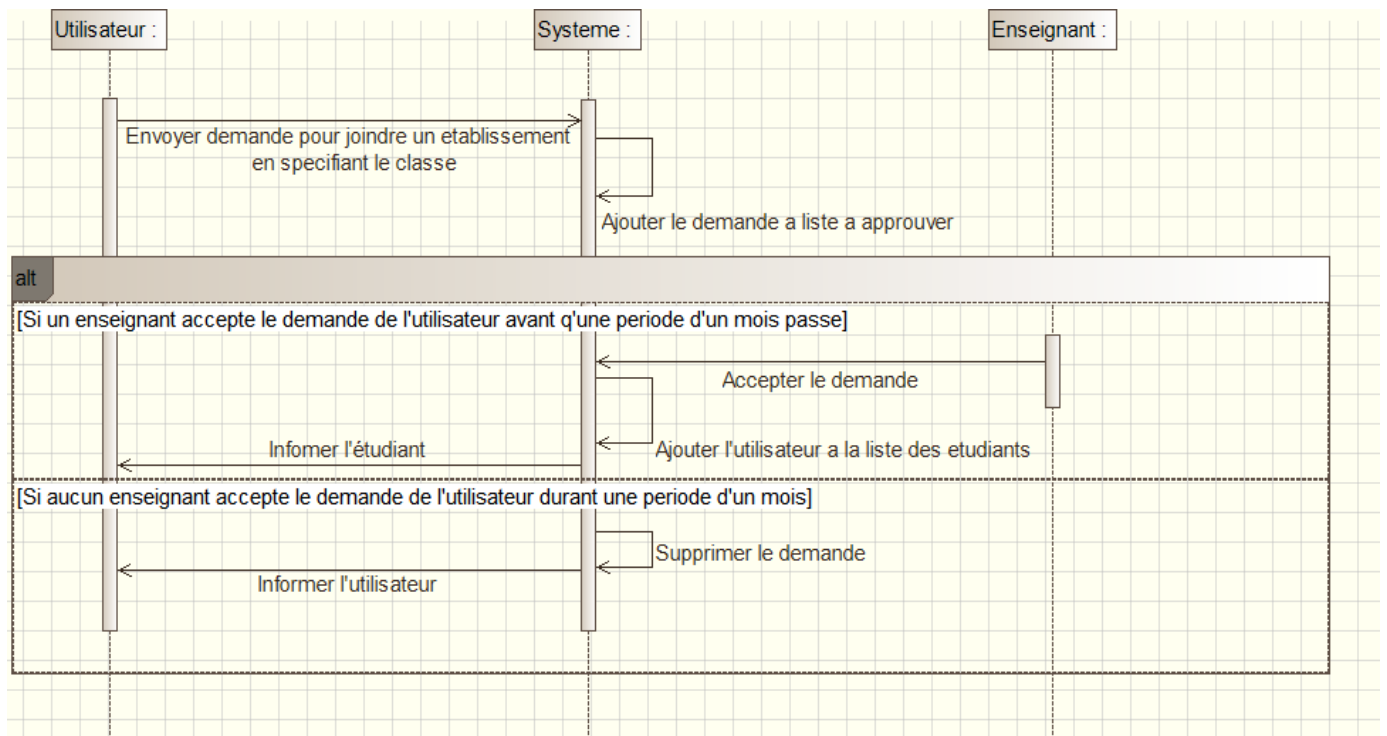 Utilisateur :
Systeme :
Enseignant :
Envoyer demande pour joindre un etablissement
en specifiant le classe
Ajouter le demande a liste a approuver
alt
[Si un enseignant accepte le demande de l'utilisateur avant q'une periode d'un mois passe]
Accepter le demande
Infomer l'étudiant
Ajouter l'utilisateur a la liste des etudiants
[Si aucun enseignant accepte le demande de l'utilisateur durant une periode d'un mois]
Supprimer le demande
Informer l'utilisateur